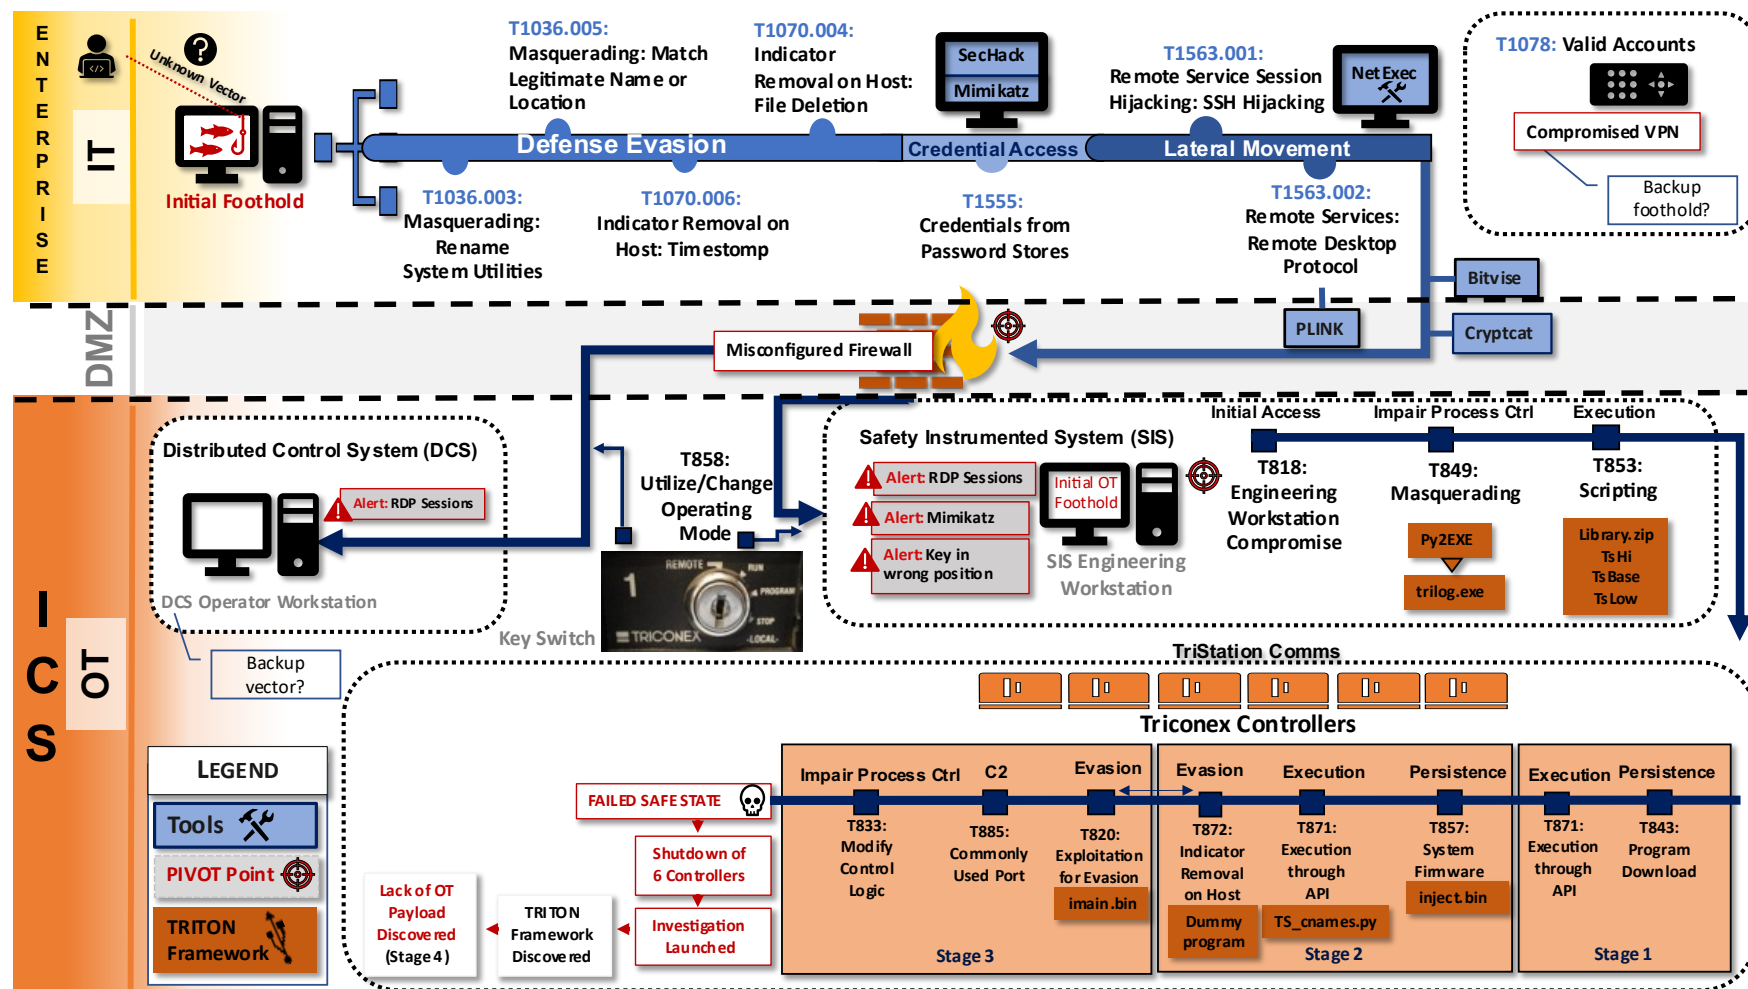 ENTERPRISE
IT
Unknown Vector
Initial Foothold
T1036.005:
Masquerading: Match
Legitimate Name or
Location
T1070.004:
Indicator
Removal on Host:
File Deletion
SecHack
Mimikatz
T1563.001:
Remote Service Session
Hijacking: SSH Hijacking
NetExec
T1078: Valid Accounts
Compromised VPN
Backup
foothold?
Defense Evasion
Credential Access
Lateral Movement
T1036.003:
Masquerading:
Rename
System Utilities
T1070.006:
Indicator Removal on
Host: Timestomp
T1555:
Credentials from
Password Stores
T1563.002:
Remote Services:
Remote Desktop
Protocol
Bitvise
PLINK
Cryptcat
DMZ
Misconfigured Firewall
ICS
OT
Distributed Control System (DCS)
Alert: RDP Sessions
DCS Operator Workstation
Backup
vector?
T858:
Utilize/Change
Operating
Mode
1
REMOTE
RUN
PROGRAM
STOP
LOCAL
TRICONEX
Key Switch
Safety Instrumented System (SIS)
Alert: RDP Sessions
Alert: Mimikatz
Alert: Key in
wrong position
Initial OT
Foothold
SIS Engineering
Workstation
Initial Access
T818:
Engineering
Workstation
Compromise
Impair Process Ctrl
T849:
Masquerading
Py2EXE
trilog.exe
Execution
T853:
Scripting
Library.zip
TsHi
TsBase
TsLow
TriStation Comms
Triconex Controllers
LEGEND
Tools
PIVOT Point
TRITON
Framework
FAILED SAFE STATE
Shutdown of
6 Controllers
Investigation
Launched
TRITON
Framework
Discovered
Lack of OT
Payload
Discovered
(Stage 4)
Impair Process Ctrl
T833:
Modify
Control
Logic
C2
T885:
Commonly
Used Port
Evasion
T820:
Exploitation
for Evasion
imain.bin
Stage 3
Evasion
T872:
Indicator
Removal
on Host
Dummy
program
Execution
T871:
Execution
through
API
TS_cnames.py
Persistence
T857:
System
Firmware
inject.bin
Stage 2
Execution
T871:
Execution
through
API
Persistence
T843:
Program
Download
Stage 1